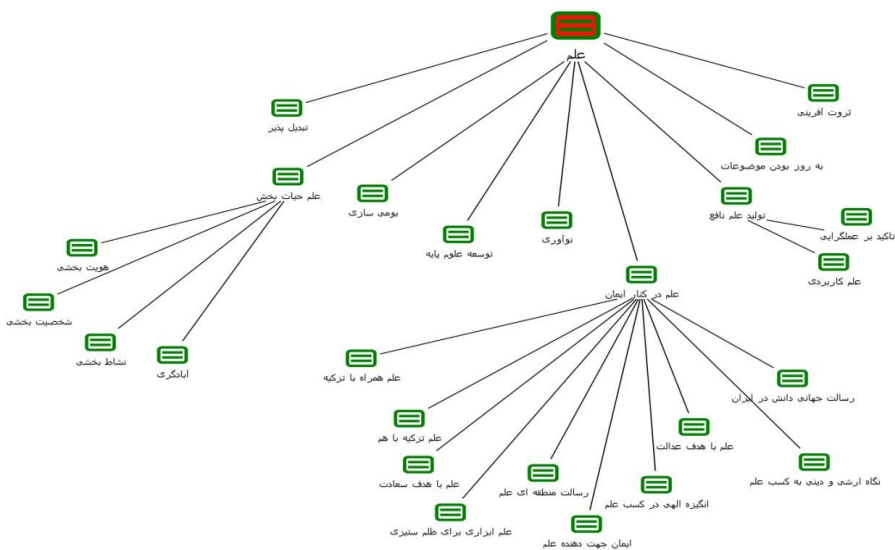 علم
ثروت آفرینی
تبدیل پذیر
به روز بودن موضوعات
علم حیات بخش
بومی سازی
تولید علم نافع
نوآوری
توسعه علوم پایه
تاکید بر عملگرایی
علم کاربردی
هویت بخشی
شخصیت بخشی
نشاط بخشی
آبادگری
علم در کنار ایمان
علم همراه با تزکیه
رسالت جهانی دانش در ایران
علم تزکیه با هم
علم با هدف عدالت
علم با هدف سعادت
رسالت منطقه ای علم
نگاه ارشی و دینی به کسب علم
انگیزه الهی در کسب علم
علم ابزاری برای ظلم ستیزی
ایمان جهت دهنده علم